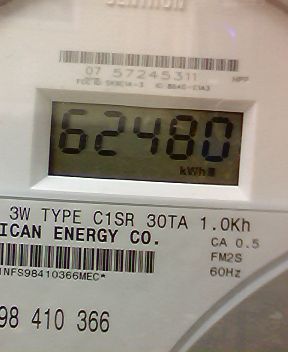 CENTRON
07 57245311
62480
kWh
3W TYPE C1SR 30TA 1.0Kh
ICAN ENERGY CO.
CA 0.5
FM2S
60Hz
INFS98410366MEC*
98 410 366